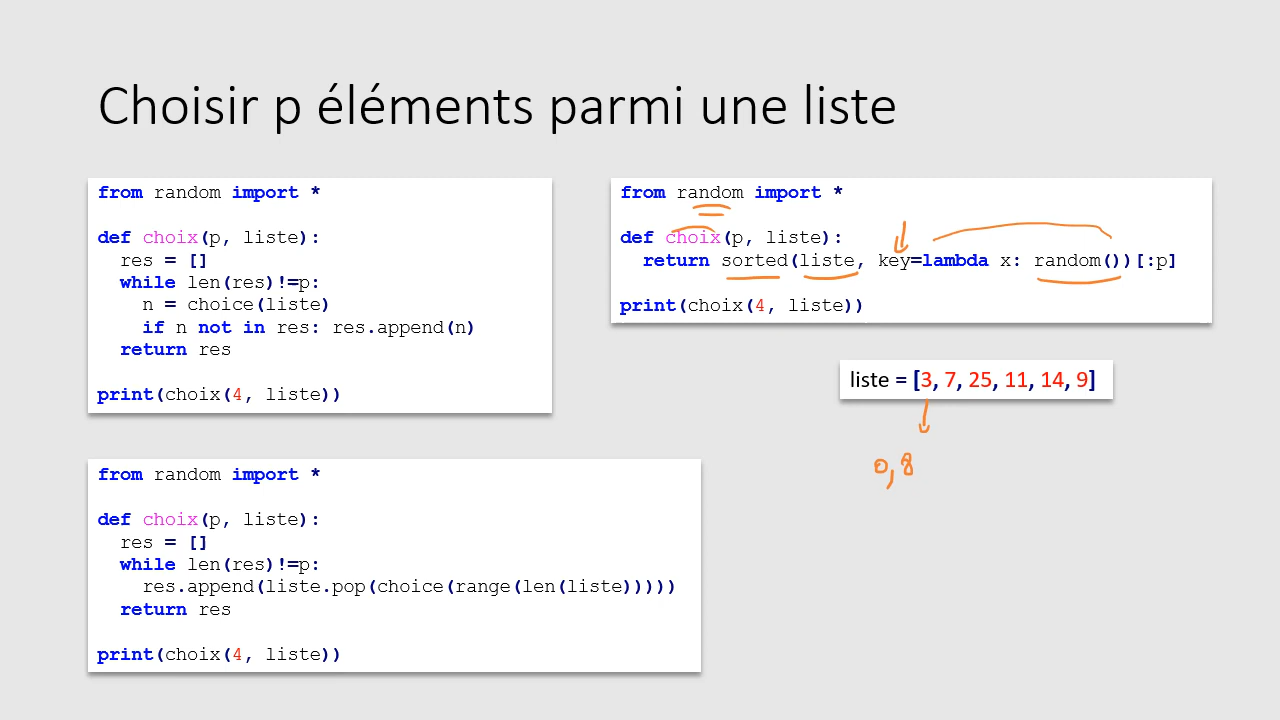 Choisir p éléments parmi une liste
from random import *
def choix(p, liste):
  res = []
  while len(res)!=p:
    n = choice(liste)
    if n not in res: res.append(n)
  return res
print(choix(4, liste))
from random import *
def choix(p, liste):
  return sorted(liste, key=lambda x: random())[:p]
print(choix(4, liste))
liste = [3, 7, 25, 11, 14, 9]
0,8
from random import *
def choix(p, liste):
  res = []
  while len(res)!=p:
    res.append(liste.pop(choice(range(len(liste)))))
  return res
print(choix(4, liste))